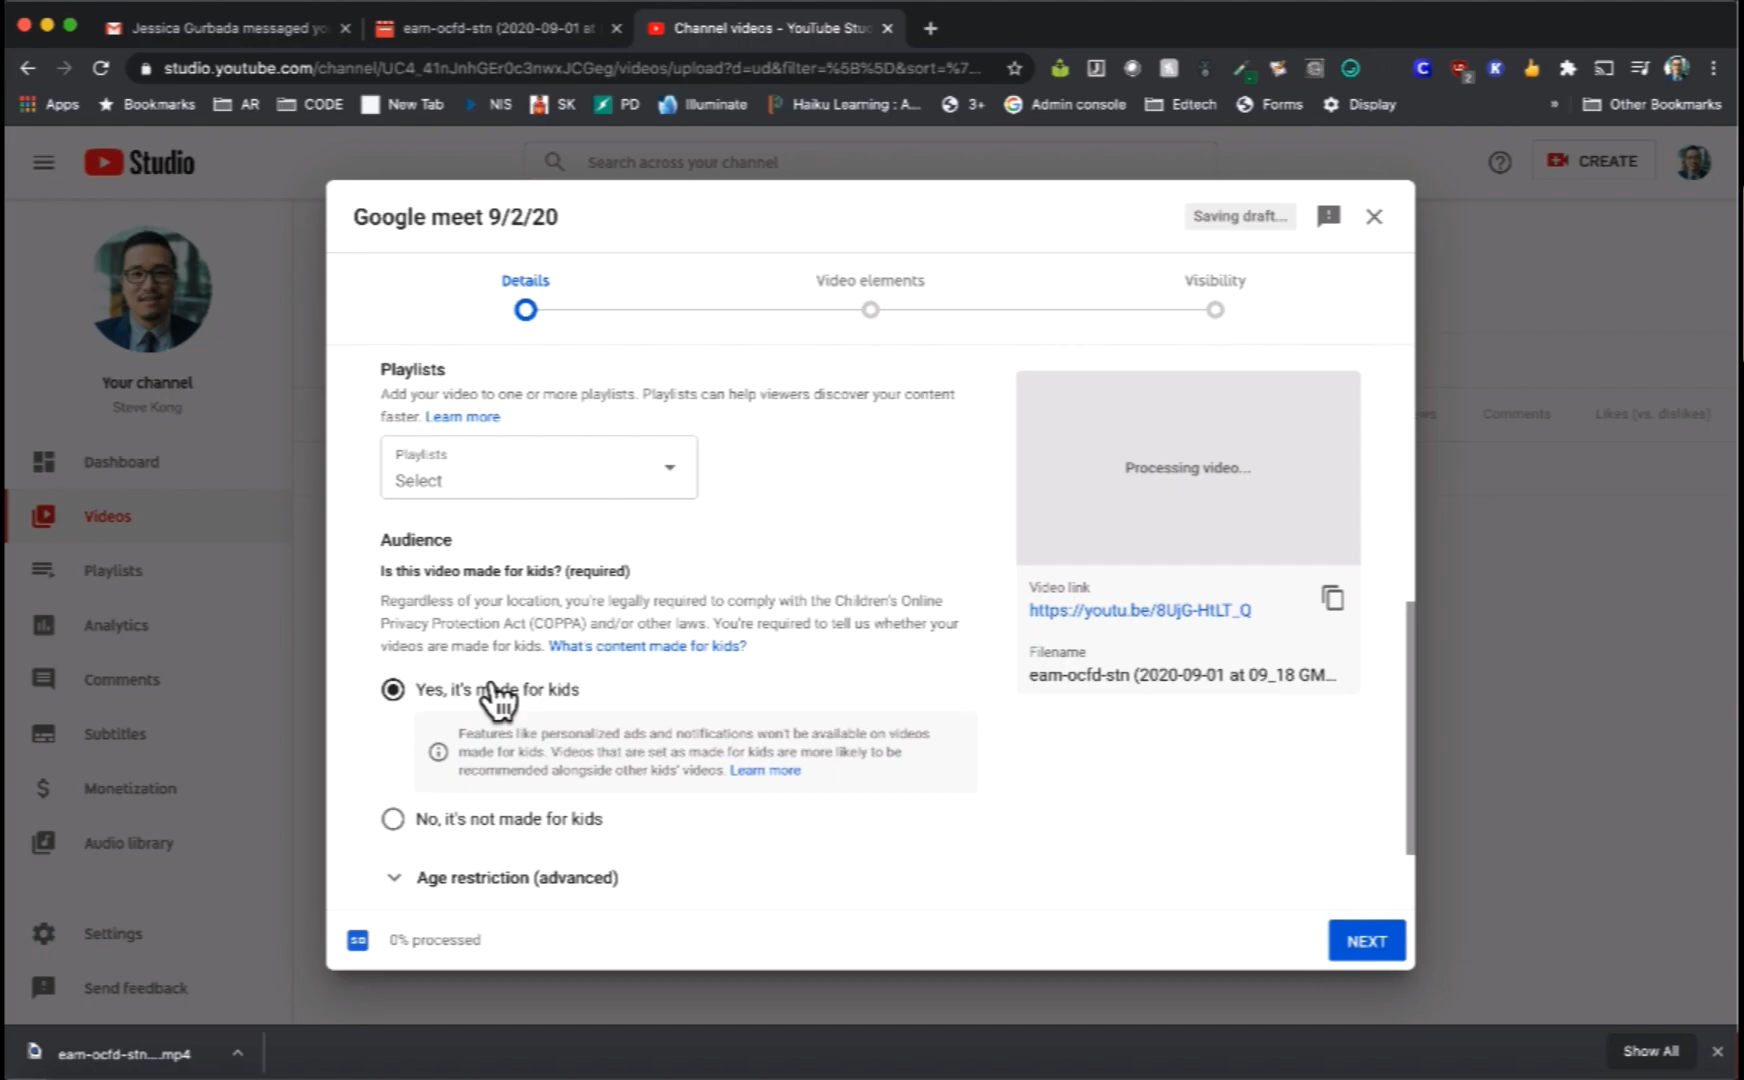 Jessica Gurbada messaged yo
eam-ocfd-stn (2020-09-01 at
Channel videos - YouTube Stu
studio.youtube.com/channel/UC4_41nJnhGEr0c3nwxJCGeg/videos/upload?d=ud&filter=%5B%5D&sort=%7...
Apps Bookmarks AR CODE New Tab NIS SK PD Illuminate Haiku Learning : A... 3+ Admin console Edtech Forms Display » Other Bookmarks
Studio
Search across your channel
CREATE
Google meet 9/2/20
Saving draft...
Details Video elements Visibility
Your channel
Steve Kong
Dashboard
Videos
Playlists
Analytics
Comments
Subtitles
Monetization
Audio library
Settings
Send feedback
Playlists
Add your video to one or more playlists. Playlists can help viewers discover your content
faster. Learn more
Playlists
Select
Audience
Is this video made for kids? (required)
Regardless of your location, you're legally required to comply with the Children's Online
Privacy Protection Act (COPPA) and/or other laws. You're required to tell us whether your
videos are made for kids. What's content made for kids?
Yes, it's made for kids
Features like personalized ads and notifications won't be available on videos
made for kids. Videos that are set as made for kids are more likely to be
recommended alongside other kids' videos. Learn more
No, it's not made for kids
Age restriction (advanced)
Processing video...
Video link
https://youtu.be/8UjG-HtLT_Q
Filename
eam-ocfd-stn (2020-09-01 at 09_18 GM...
Comments Likes (vs. dislikes)
SD 0% processed
NEXT
eam-ocfd-stn....mp4
Show All